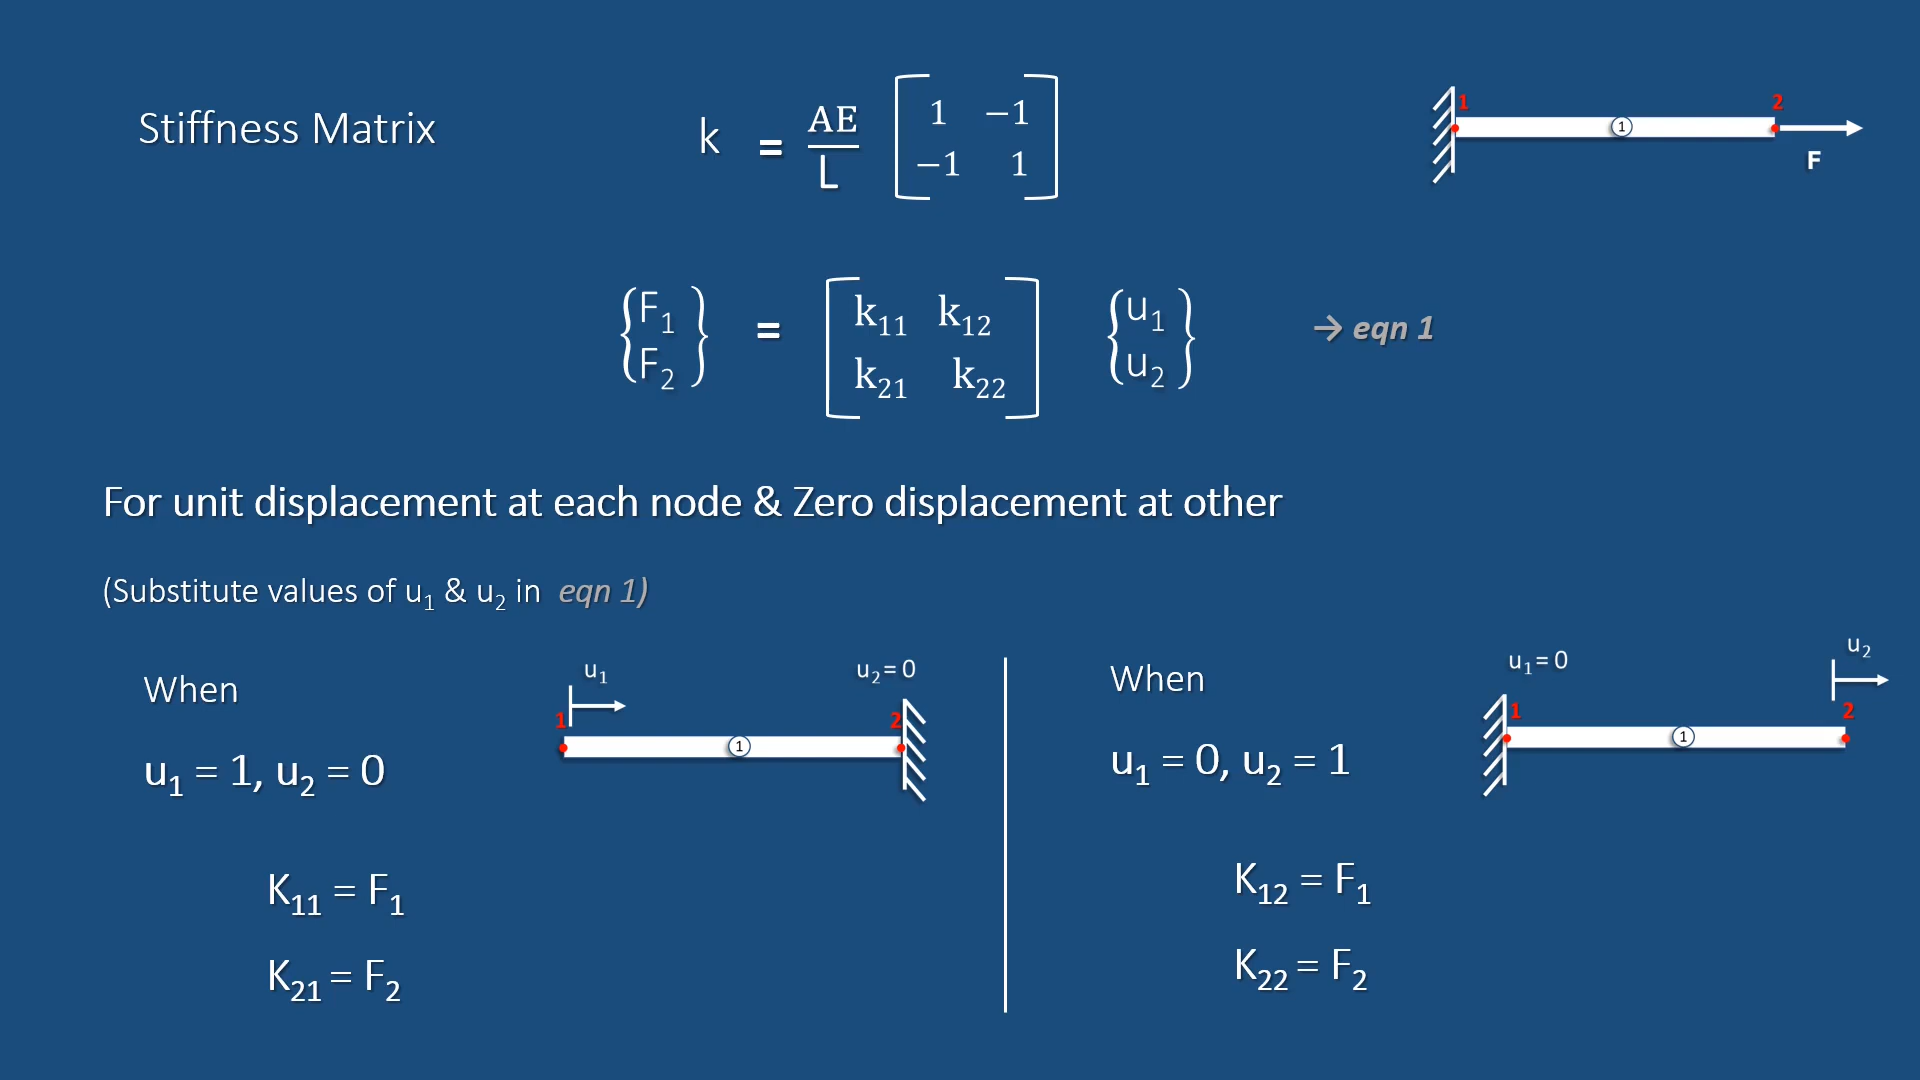 Stiffness Matrix
k = AE/L [1 −1
−1 1]
1 2
1
F
{F₁
F₂} = [k₁₁ k₁₂
k₂₁ k₂₂] {u₁
u₂} → eqn 1
For unit displacement at each node & Zero displacement at other
(Substitute values of u₁ & u₂ in eqn 1)
When
u₁ = 1, u₂ = 0
u₁ u₂ = 0
1 2
1
K₁₁ = F₁
K₂₁ = F₂
When
u₁ = 0, u₂ = 1
u₁ = 0 u₂
1 2
1
K₁₂ = F₁
K₂₂ = F₂